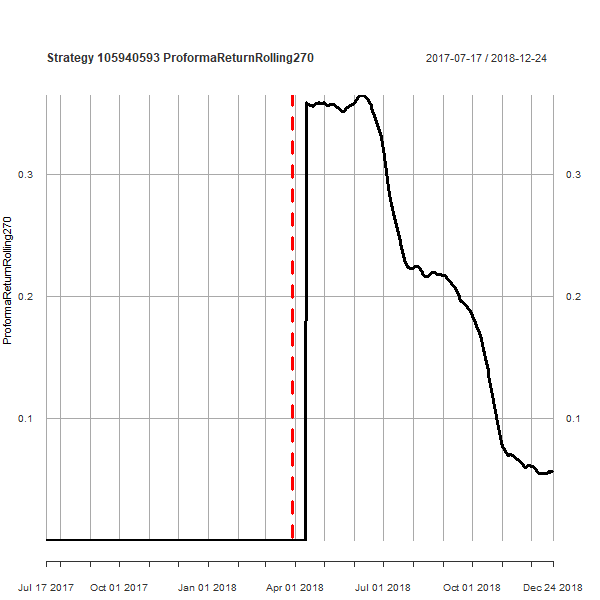 Strategy 105940593 ProformaReturnRolling270
2017-07-17 / 2018-12-24
ProformaReturnRolling270
0.3
0.3
0.2
0.2
0.1
0.1
Jul 17 2017
Oct 01 2017
Jan 01 2018
Apr 01 2018
Jul 01 2018
Oct 01 2018
Dec 24 2018